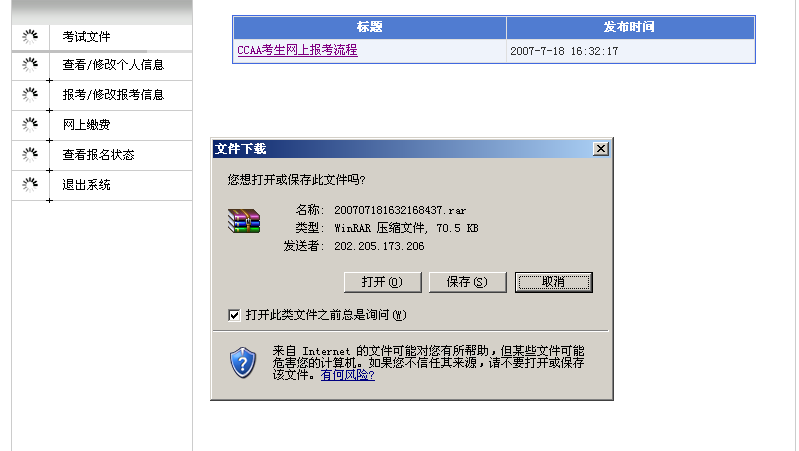 考试文件
查看/修改个人信息
报考/修改报考信息
网上缴费
查看报名状态
退出系统
标题 发布时间
CCAA考生网上报考流程 2007-7-18 16:32:17
文件下载
您想打开或保存此文件吗?
名称: 200707181632168437.rar
类型: WinRAR 压缩文件, 70.5 KB
发送者: 202.205.173.206
打开(O) 保存(S) 取消
打开此类文件之前总是询问(W)
来自 Internet 的文件可能对您有所帮助，但某些文件可能
危害您的计算机。如果您不信任其来源，请不要打开或保存
该文件。有何风险?